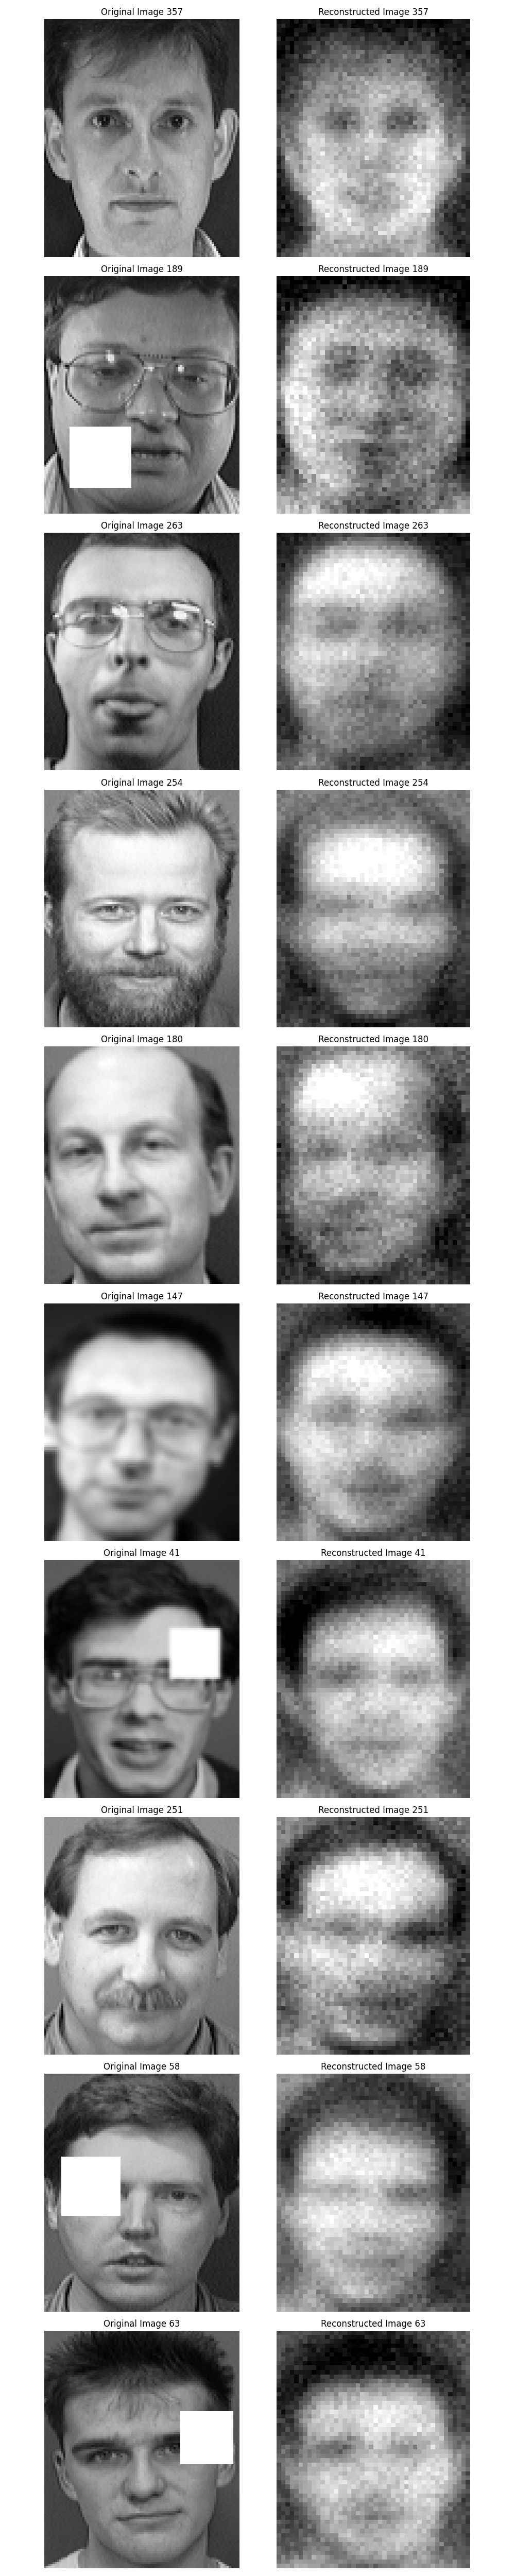 Original Image 357
Reconstructed Image 357
Original Image 189
Reconstructed Image 189
Original Image 263
Reconstructed Image 263
Original Image 254
Reconstructed Image 254
Original Image 180
Reconstructed Image 180
Original Image 147
Reconstructed Image 147
Original Image 41
Reconstructed Image 41
Original Image 251
Reconstructed Image 251
Original Image 58
Reconstructed Image 58
Original Image 63
Reconstructed Image 63